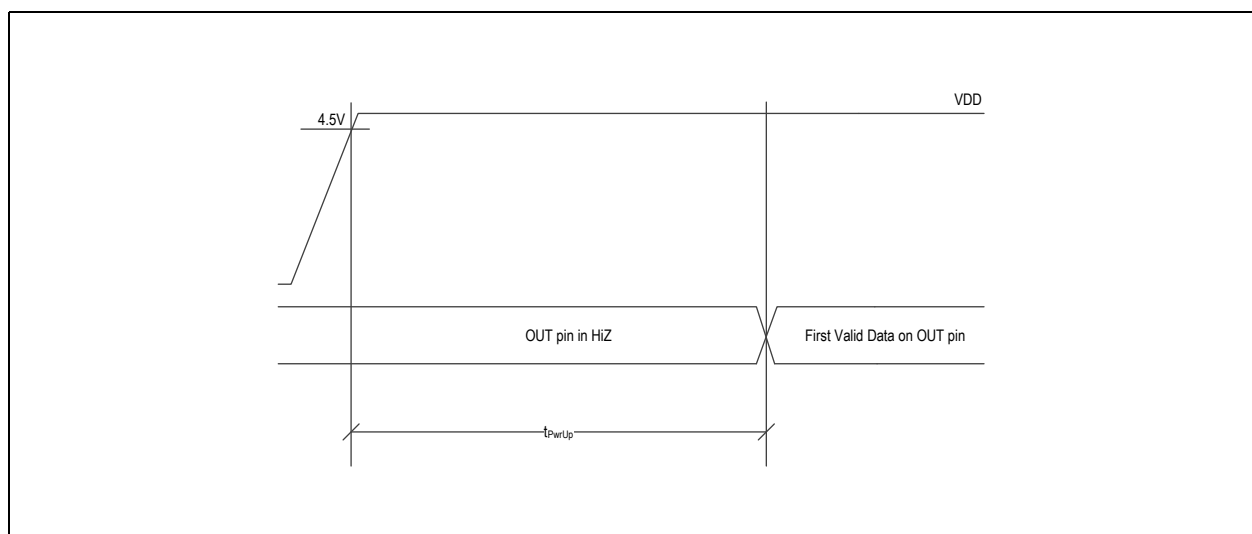 VDD
4.5V
OUT pin in HiZ
First Valid Data on OUT pin
tPwrUp